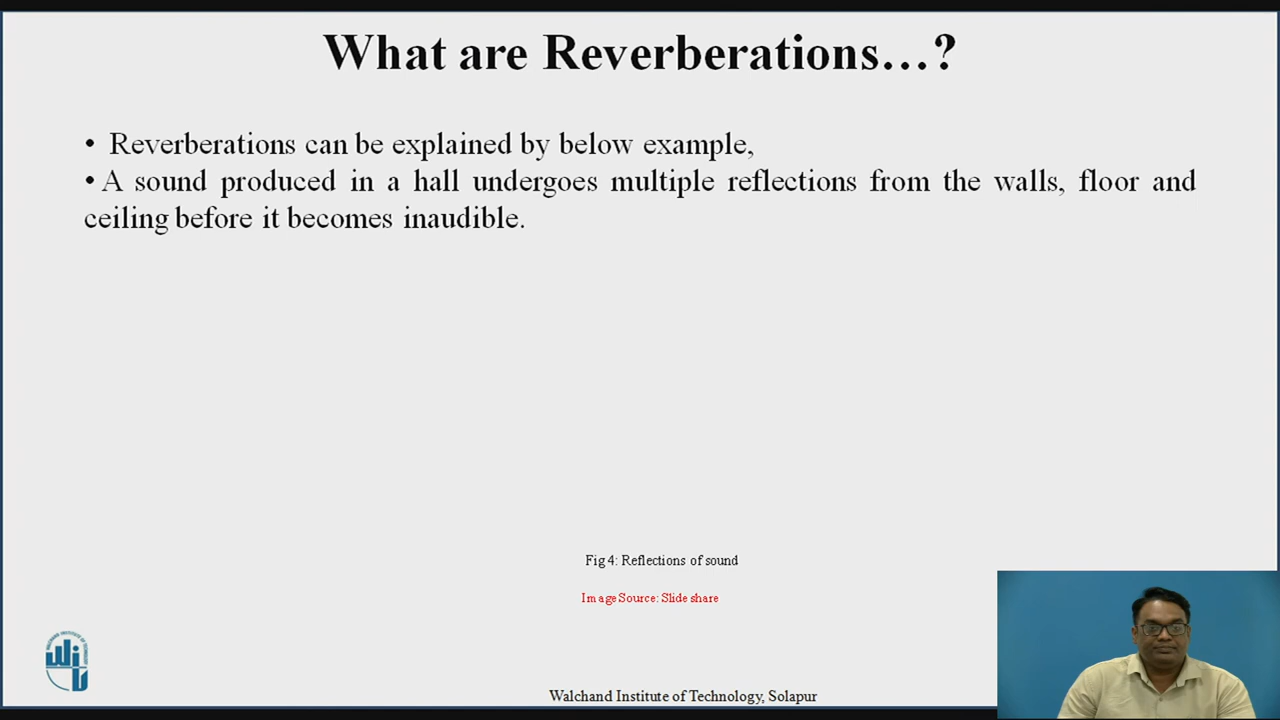 What are Reverberations…?
• Reverberations can be explained by below example,
• A sound produced in a hall undergoes multiple reflections from the walls, floor and
ceiling before it becomes inaudible.
Fig 4: Reflections of sound
Image Source: Slide share
Walchand Institute of Technology, Solapur